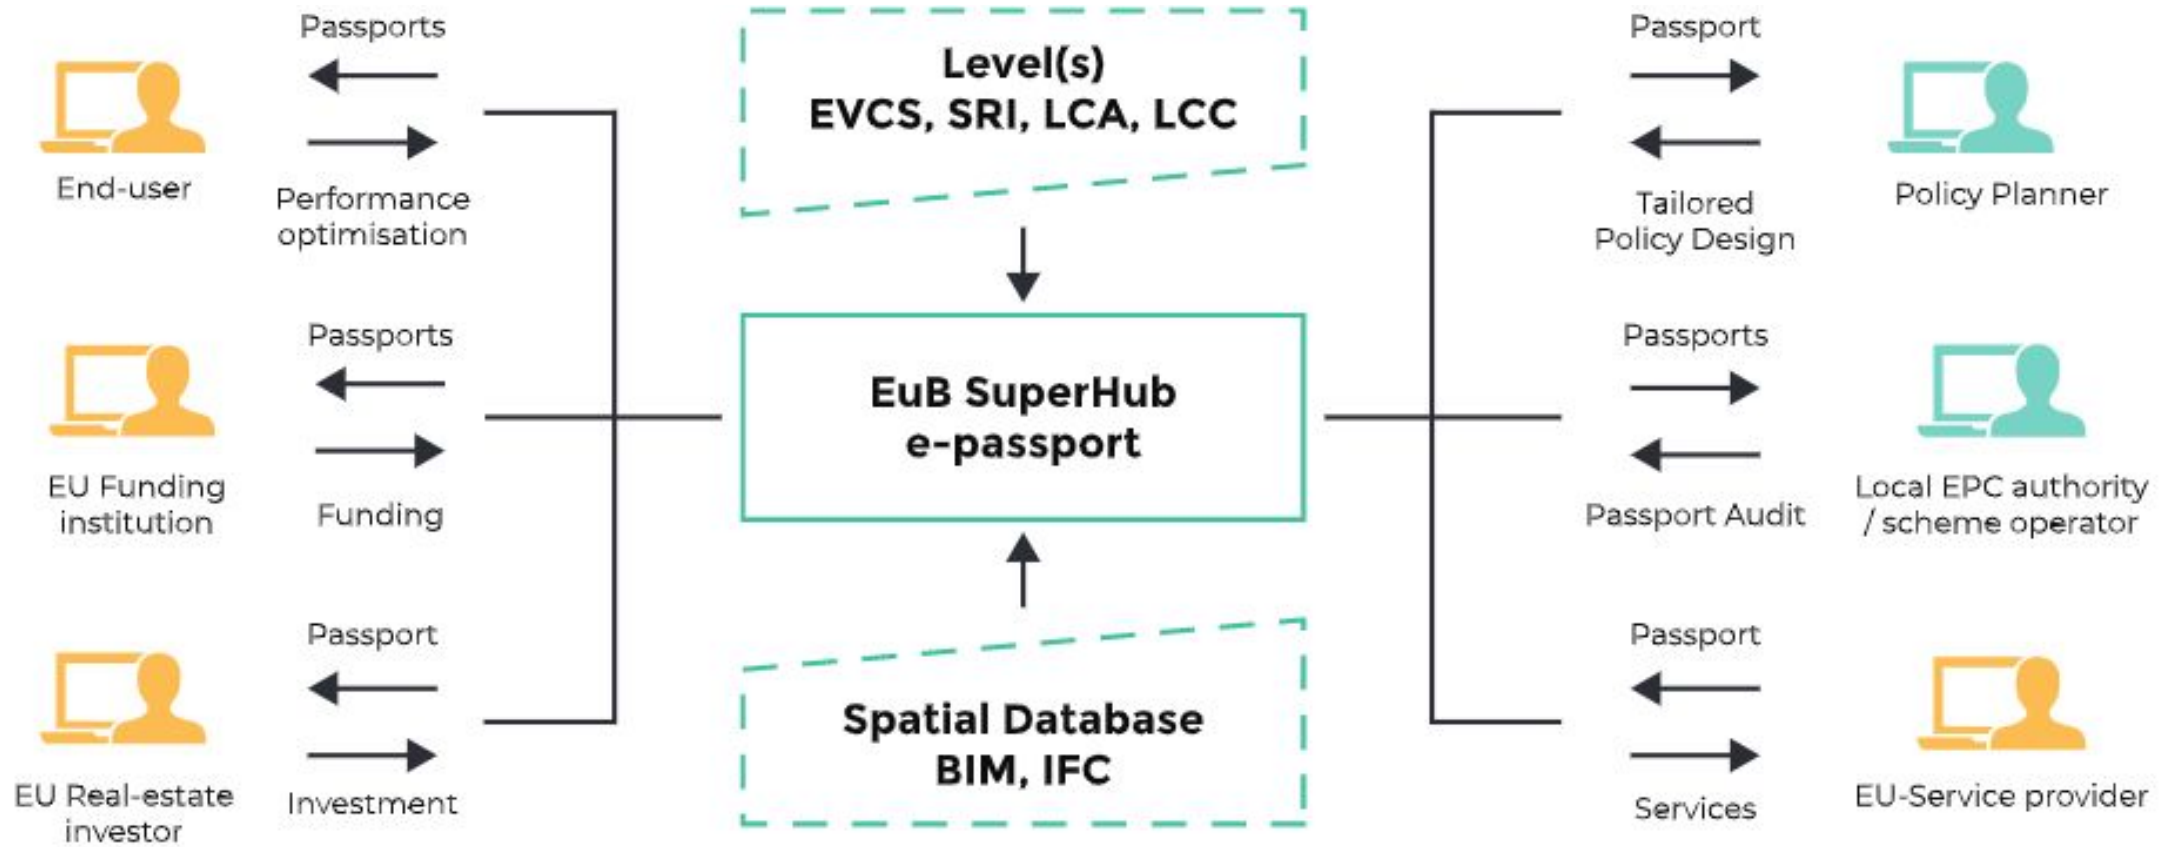 Passports
End-user
Performance
optimisation
Passports
EU Funding
institution
Funding
Passport
EU Real-estate
investor
Investment
Level(s)
EVCS, SRI, LCA, LCC
EuB SuperHub
e-passport
Spatial Database
BIM, IFC
Passport
Policy Planner
Tailored
Policy Design
Passports
Local EPC authority
/ scheme operator
Passport Audit
Passport
EU-Service provider
Services